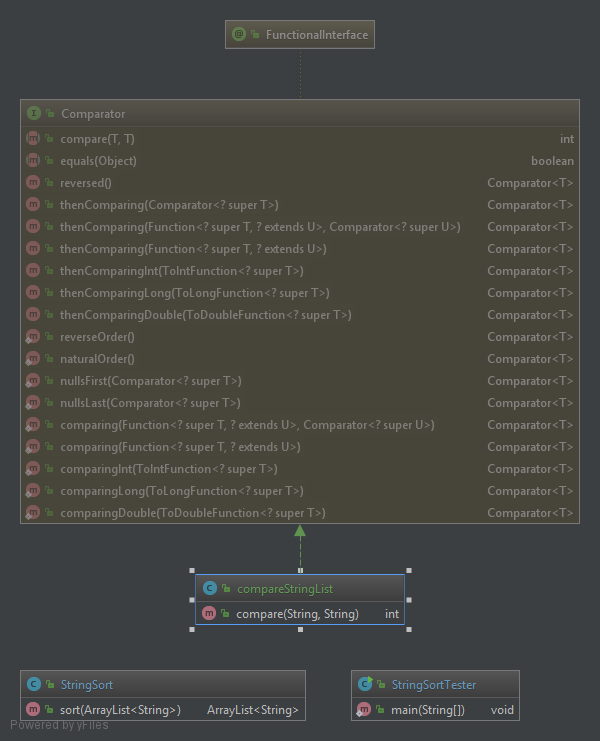 FunctionalInterface
Comparator
compare(T, T) int
equals(Object) boolean
reversed() Comparator<T>
thenComparing(Comparator<? super T>) Comparator<T>
thenComparing(Function<? super T, ? extends U>, Comparator<? super U>) Comparator<T>
thenComparing(Function<? super T, ? extends U>) Comparator<T>
thenComparingInt(ToIntFunction<? super T>) Comparator<T>
thenComparingLong(ToLongFunction<? super T>) Comparator<T>
thenComparingDouble(ToDoubleFunction<? super T>) Comparator<T>
reverseOrder() Comparator<T>
naturalOrder() Comparator<T>
nullsFirst(Comparator<? super T>) Comparator<T>
nullsLast(Comparator<? super T>) Comparator<T>
comparing(Function<? super T, ? extends U>, Comparator<? super U>) Comparator<T>
comparing(Function<? super T, ? extends U>) Comparator<T>
comparingInt(ToIntFunction<? super T>) Comparator<T>
comparingLong(ToLongFunction<? super T>) Comparator<T>
comparingDouble(ToDoubleFunction<? super T>) Comparator<T>
compareStringList
compare(String, String) int
StringSort
sort(ArrayList<String>) ArrayList<String>
StringSortTester
main(String[]) void
Powered by yFiles